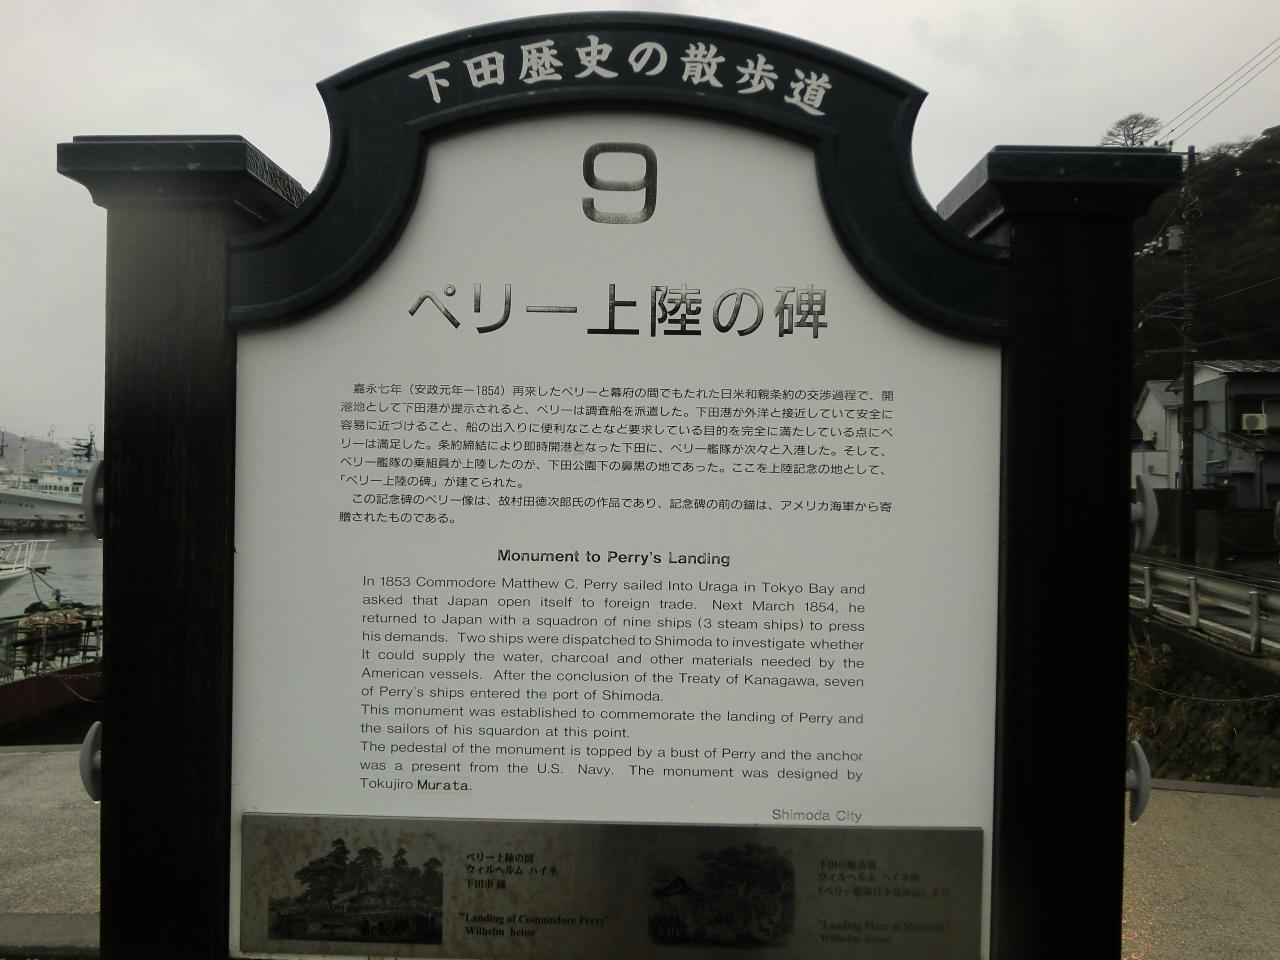 下田歴史の散歩道
9
ペリー上陸の碑
嘉永七年（安政元年ー1854）再来したペリーと幕府の間でもたれた日米和親条約の交渉過程で、開
港地として下田港が提示されると、ペリーは調査船を派遣した。下田港が外洋と接近していて安全に
容易に近づけること、船の出入りに便利なことなど要求している目的を完全に満たしている点にペ
リーは満足した。条約締結により即時開港となった下田に、ペリー艦隊が次々と入港した。そして、
ペリー艦隊の乗組員が上陸したのが、下田公園下の鼻黒の地であった。ここを上陸記念の地として、
「ペリー上陸の碑」が建てられた。
この記念碑のペリー像は、故村田徳次郎氏の作品であり、記念碑の前の錨は、アメリカ海軍から寄
贈されたものである。
Monument to Perry's Landing
In 1853 Commodore Matthew C. Perry sailed Into Uraga in Tokyo Bay and
asked that Japan open itself to foreign trade. Next March 1854, he
returned to Japan with a squadron of nine ships (3 steam ships) to press
his demands. Two ships were dispatched to Shimoda to investigate whether
It could supply the water, charcoal and other materials needed by the
American vessels. After the conclusion of the Treaty of Kanagawa, seven
of Perry's ships entered the port of Shimoda.
This monument was established to commemorate the landing of Perry and
the sailors of his squardon at this point.
The pedestal of the monument is topped by a bust of Perry and the anchor
was a present from the U.S. Navy. The monument was designed by
Tokujiro Murata.
Shimoda City
ペリー上陸の図
ウィルヘルム ハイネ
下田市 蔵
"Landing of Commodore Perry"
Wilhelm heine
下田の船着場
ウィルヘルム ハイネ画
"Landing Place at Shimoda"
Wilhelm heine